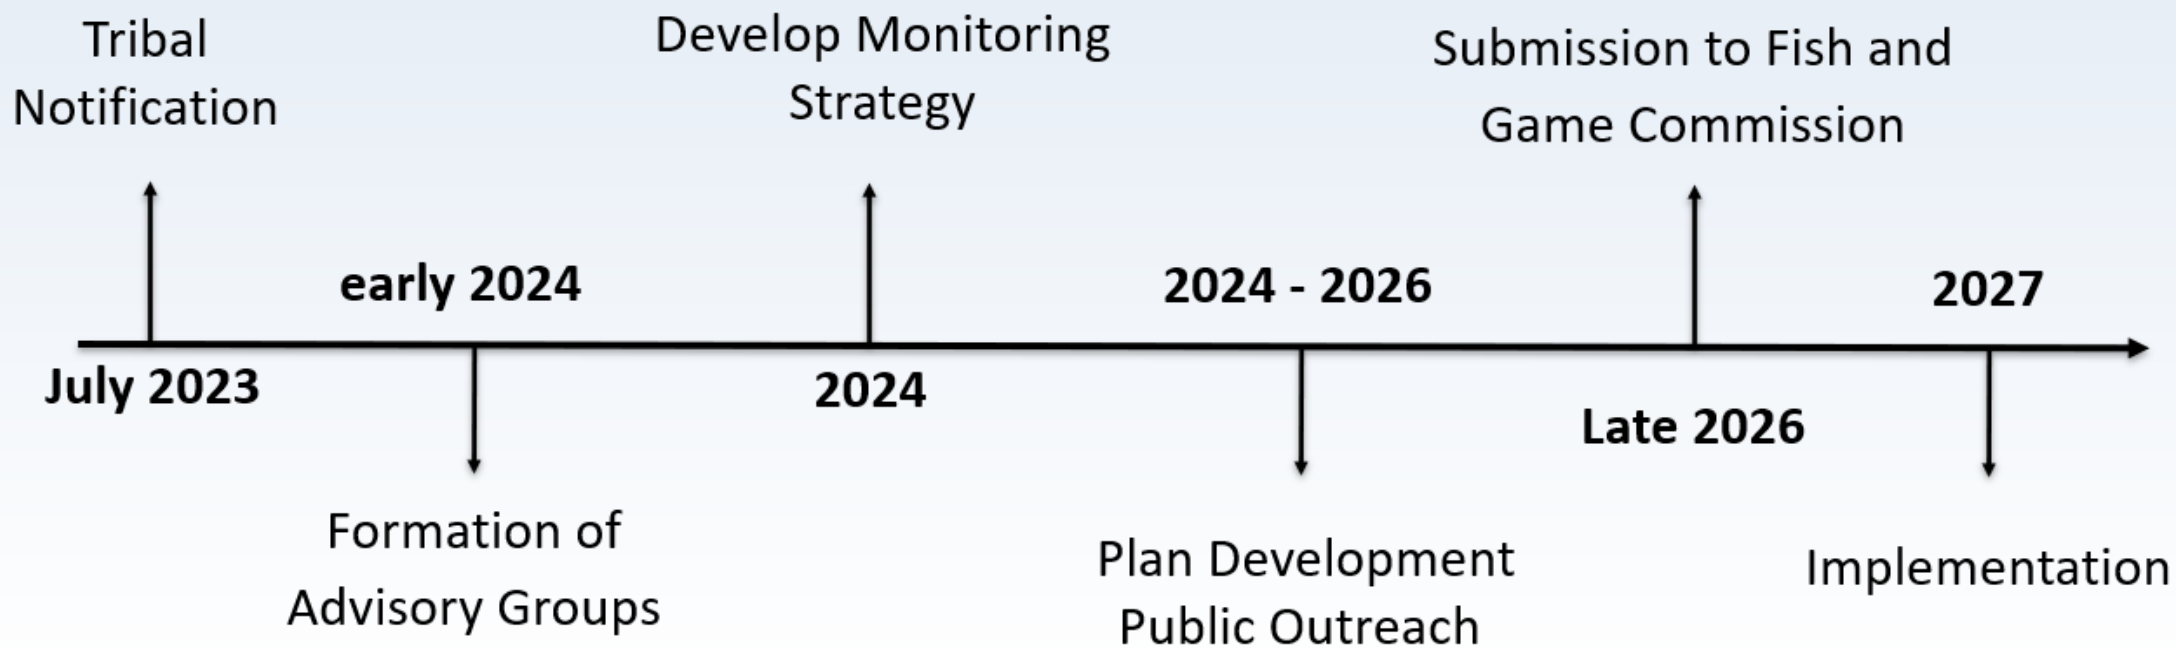 Tribal
Notification
Develop Monitoring
Strategy
Submission to Fish and
Game Commission
early 2024
2024 - 2026
2027
July 2023
2024
Late 2026
Formation of
Advisory Groups
Plan Development
Public Outreach
Implementation